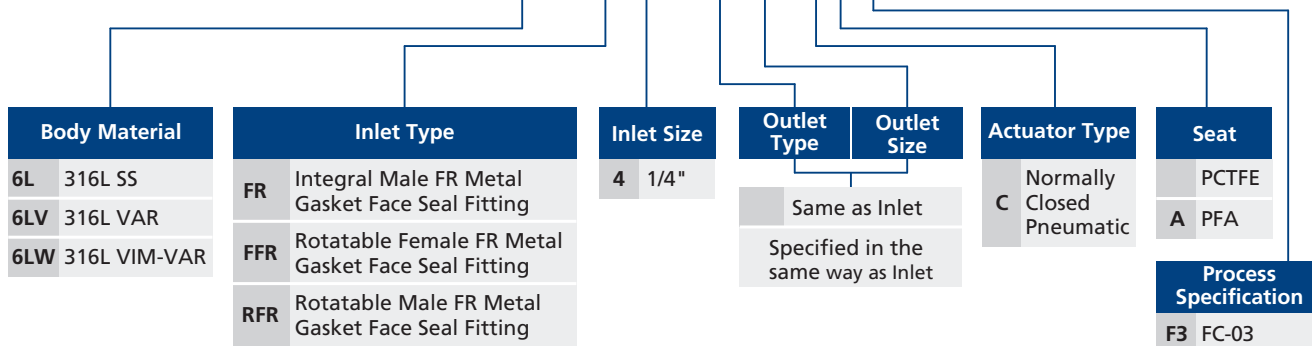 Body Material
6L 316L SS
6LV 316L VAR
6LW 316L VIM-VAR
Inlet Type
FR Integral Male FR Metal
Gasket Face Seal Fitting
FFR Rotatable Female FR Metal
Gasket Face Seal Fitting
RFR Rotatable Male FR Metal
Gasket Face Seal Fitting
Inlet Size
4 1/4"
Outlet
Type
Outlet
Size
Same as Inlet
Specified in the
same way as Inlet
Actuator Type
C Normally
Closed
Pneumatic
Seat
PCTFE
A PFA
Process
Specification
F3 FC-03